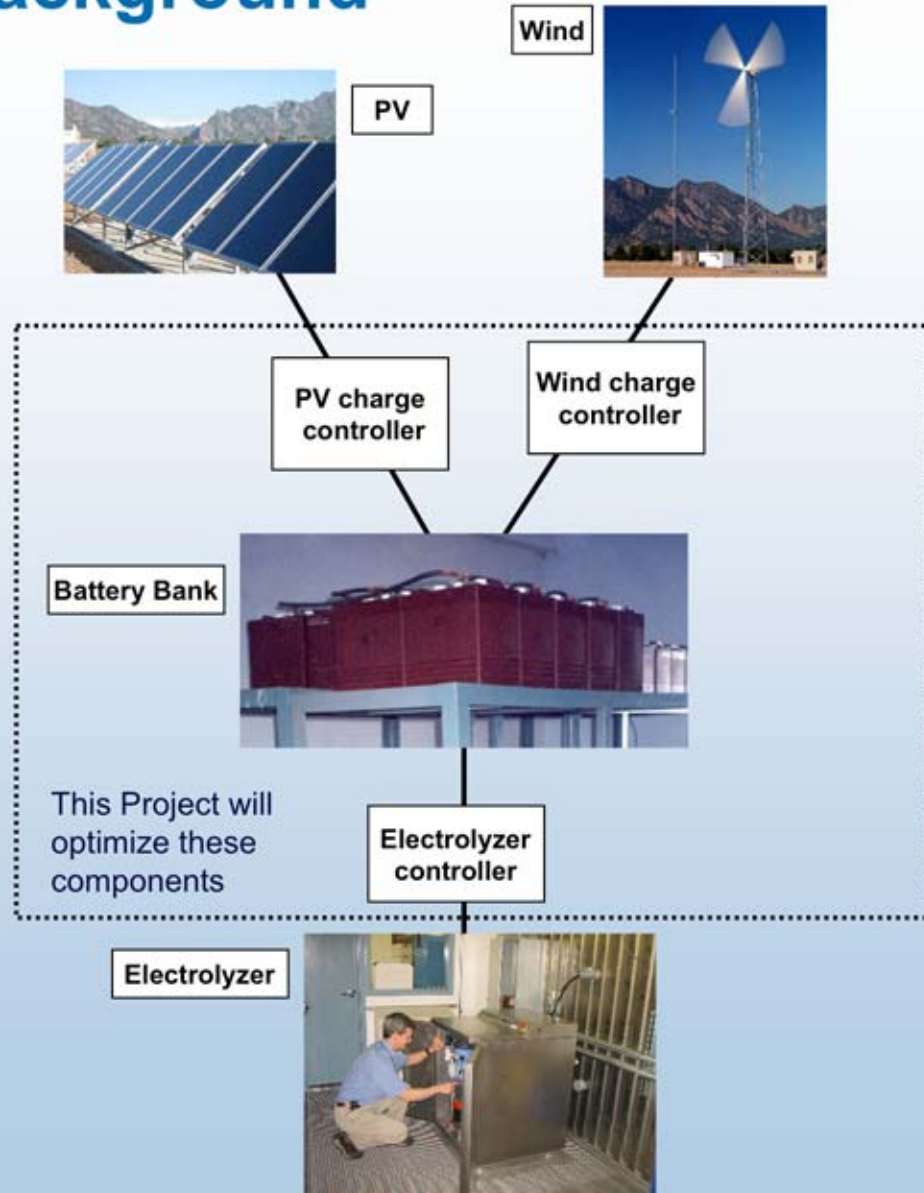 Wind
PV
PV charge
controller
Wind charge
controller
Battery Bank
This Project will
optimize these
components
Electrolyzer
controller
Electrolyzer